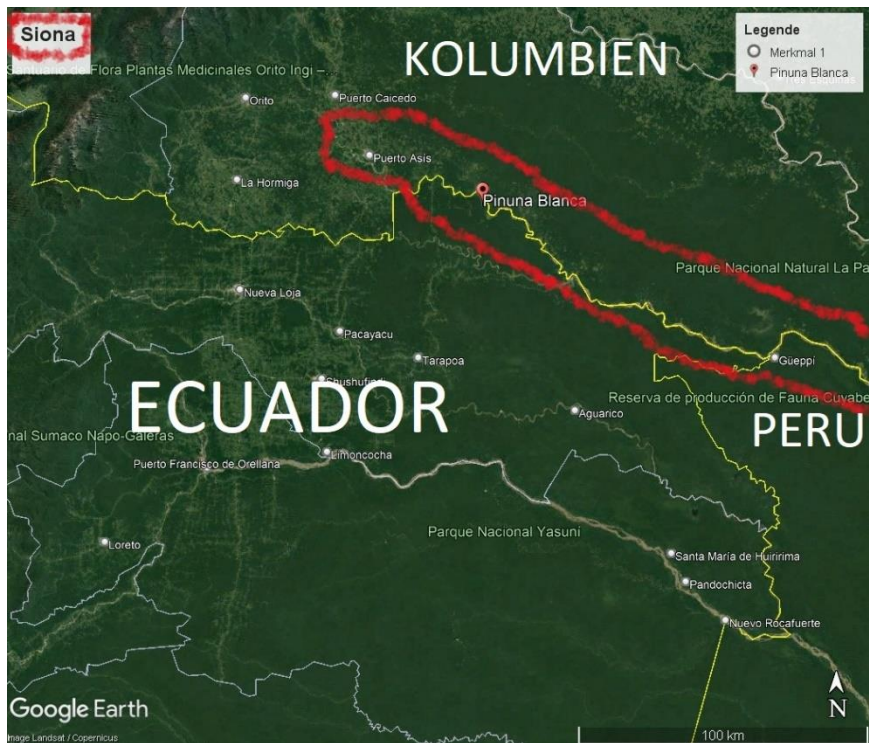 Siona
KOLUMBIEN
Legende
Merkmal 1
Pinuna Blanca
Santuario de Flora Plantas Medicinales Orito Ingi –
Orito
Puerto Caicedo
Puerto Asis
La Hormiga
Pinuna Blanca
Parque Nacional Natural La Pa
Nueva Loja
Pacayacu
Tarapoa
Güeppí
Shushufindi
ECUADOR
Reserva de producción de Fauna Cuyabe
Aguarico
PERU
nal Sumaco Napo-Galeras
Limoncocha
Puerto Francisco de Orellana
Parque Nacional Yasuní
Loreto
Santa María de Huiririma
Pandochicta
Nuevo Rocafuerte
Google Earth
N
Image Landsat / Copernicus
100 km